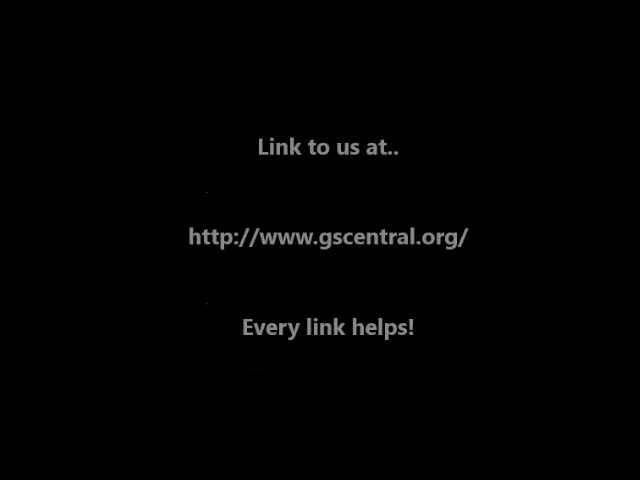 Link to us at..
http://www.gscentral.org/
Every link helps!